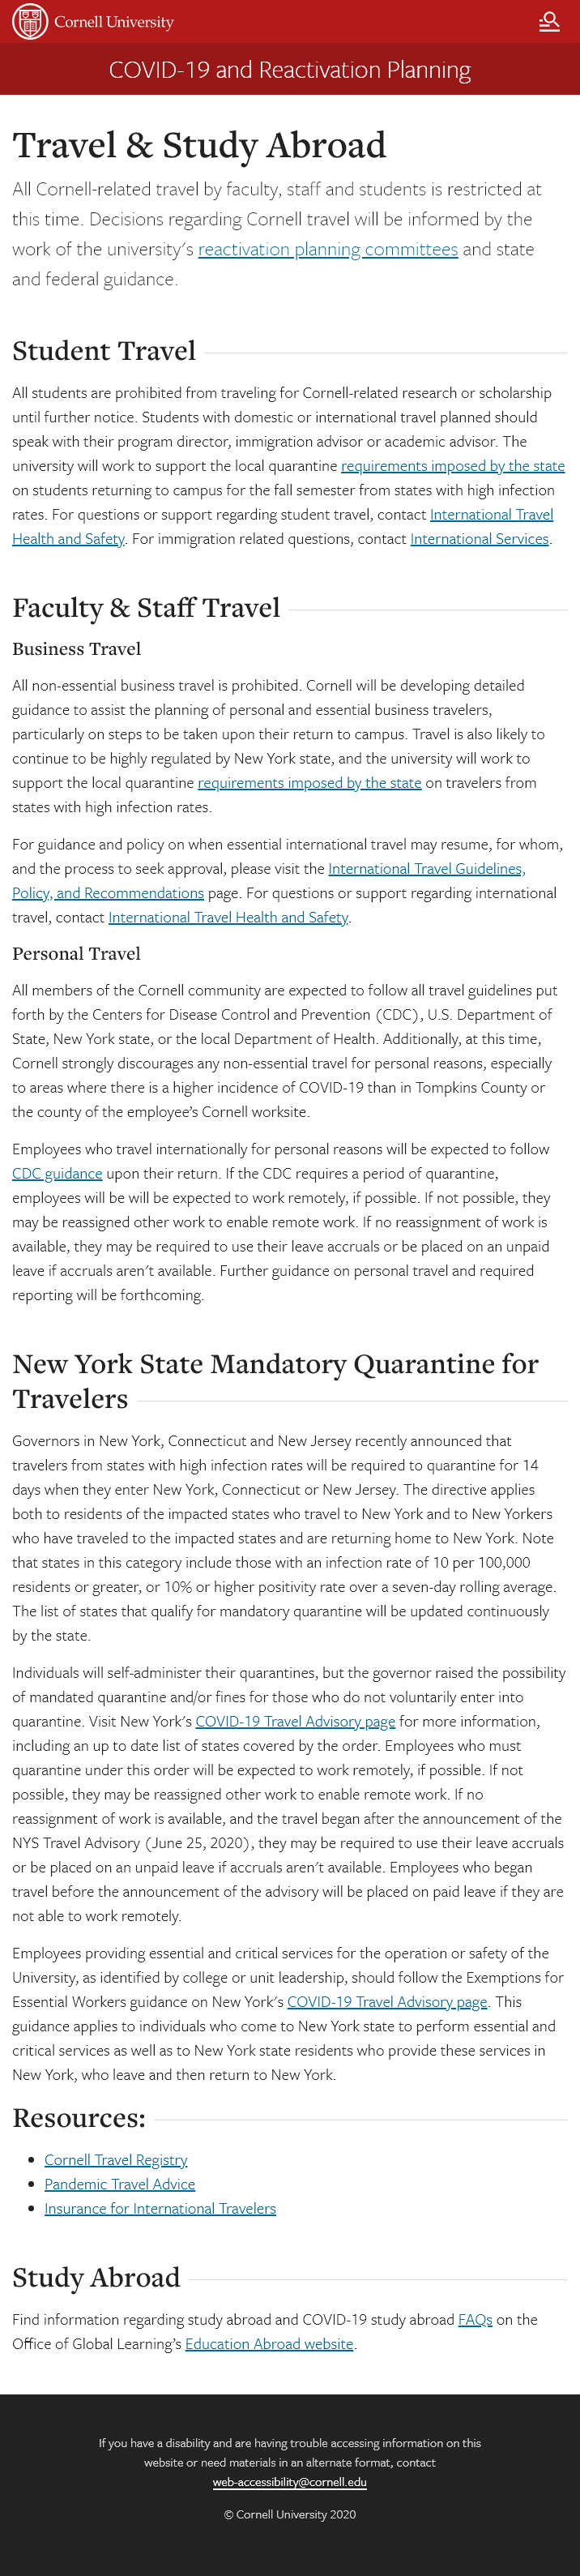 Cornell University
COVID-19 and Reactivation Planning
Travel & Study Abroad
All Cornell-related travel by faculty, staff and students is restricted at
this time. Decisions regarding Cornell travel will be informed by the
work of the university's reactivation planning committees and state
and federal guidance.
Student Travel
All students are prohibited from traveling for Cornell-related research or scholarship
until further notice. Students with domestic or international travel planned should
speak with their program director, immigration advisor or academic advisor. The
university will work to support the local quarantine requirements imposed by the state
on students returning to campus for the fall semester from states with high infection
rates. For questions or support regarding student travel, contact International Travel
Health and Safety. For immigration related questions, contact International Services.
Faculty & Staff Travel
Business Travel
All non-essential business travel is prohibited. Cornell will be developing detailed
guidance to assist the planning of personal and essential business travelers,
particularly on steps to be taken upon their return to campus. Travel is also likely to
continue to be highly regulated by New York state, and the university will work to
support the local quarantine requirements imposed by the state on travelers from
states with high infection rates.
For guidance and policy on when essential international travel may resume, for whom,
and the process to seek approval, please visit the International Travel Guidelines,
Policy, and Recommendations page. For questions or support regarding international
travel, contact International Travel Health and Safety.
Personal Travel
All members of the Cornell community are expected to follow all travel guidelines put
forth by the Centers for Disease Control and Prevention (CDC), U.S. Department of
State, New York state, or the local Department of Health. Additionally, at this time,
Cornell strongly discourages any non-essential travel for personal reasons, especially
to areas where there is a higher incidence of COVID-19 than in Tompkins County or
the county of the employee's Cornell worksite.
Employees who travel internationally for personal reasons will be expected to follow
CDC guidance upon their return. If the CDC requires a period of quarantine,
employees will be will be expected to work remotely, if possible. If not possible, they
may be reassigned other work to enable remote work. If no reassignment of work is
available, they may be required to use their leave accruals or be placed on an unpaid
leave if accruals aren't available. Further guidance on personal travel and required
reporting will be forthcoming.
New York State Mandatory Quarantine for
Travelers
Governors in New York, Connecticut and New Jersey recently announced that
travelers from states with high infection rates will be required to quarantine for 14
days when they enter New York, Connecticut or New Jersey. The directive applies
both to residents of the impacted states who travel to New York and to New Yorkers
who have traveled to the impacted states and are returning home to New York. Note
that states in this category include those with an infection rate of 10 per 100,000
residents or greater, or 10% or higher positivity rate over a seven-day rolling average.
The list of states that qualify for mandatory quarantine will be updated continuously
by the state.
Individuals will self-administer their quarantines, but the governor raised the possibility
of mandated quarantine and/or fines for those who do not voluntarily enter into
quarantine. Visit New York's COVID-19 Travel Advisory page for more information,
including an up to date list of states covered by the order. Employees who must
quarantine under this order will be expected to work remotely, if possible. If not
possible, they may be reassigned other work to enable remote work. If no
reassignment of work is available, and the travel began after the announcement of the
NYS Travel Advisory (June 25, 2020), they may be required to use their leave accruals
or be placed on an unpaid leave if accruals aren't available. Employees who began
travel before the announcement of the advisory will be placed on paid leave if they are
not able to work remotely.
Employees providing essential and critical services for the operation or safety of the
University, as identified by college or unit leadership, should follow the Exemptions for
Essential Workers guidance on New York's COVID-19 Travel Advisory page. This
guidance applies to individuals who come to New York state to perform essential and
critical services as well as to New York state residents who provide these services in
New York, who leave and then return to New York.
Resources:
Cornell Travel Registry
Pandemic Travel Advice
Insurance for International Travelers
Study Abroad
Find information regarding study abroad and COVID-19 study abroad FAQs on the
Office of Global Learning's Education Abroad website.
If you have a disability and are having trouble accessing information on this
website or need materials in an alternate format, contact
web-accessibility@cornell.edu
© Cornell University 2020